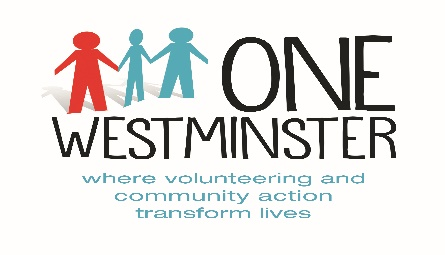 ONE
WESTMINSTER
where volunteering and
community action
transform lives